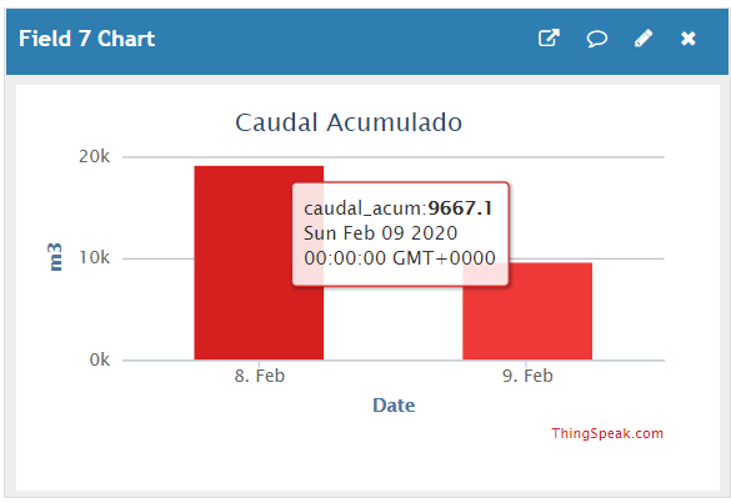 Field 7 Chart
Caudal Acumulado
20k
10k
0k
m3
caudal_acum:9667.1
Sun Feb 09 2020
00:00:00 GMT+0000
8. Feb
9. Feb
Date
ThingSpeak.com